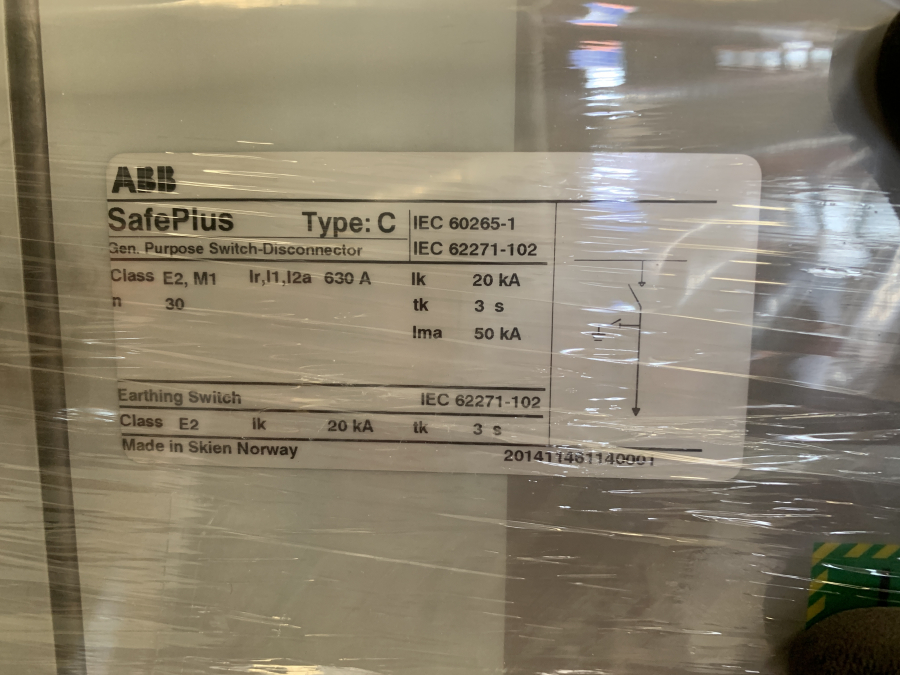 ABB
SafePlus Type: C IEC 60265-1
Gen. Purpose Switch-Disconnector IEC 62271-102
Class E2, M1 Ir,I1,I2a 630 A Ik 20 kA
n 30 tk 3 s
Ima 50 kA
Earthing Switch IEC 62271-102
Class E2 Ik 20 kA tk 3 s
Made in Skien Norway